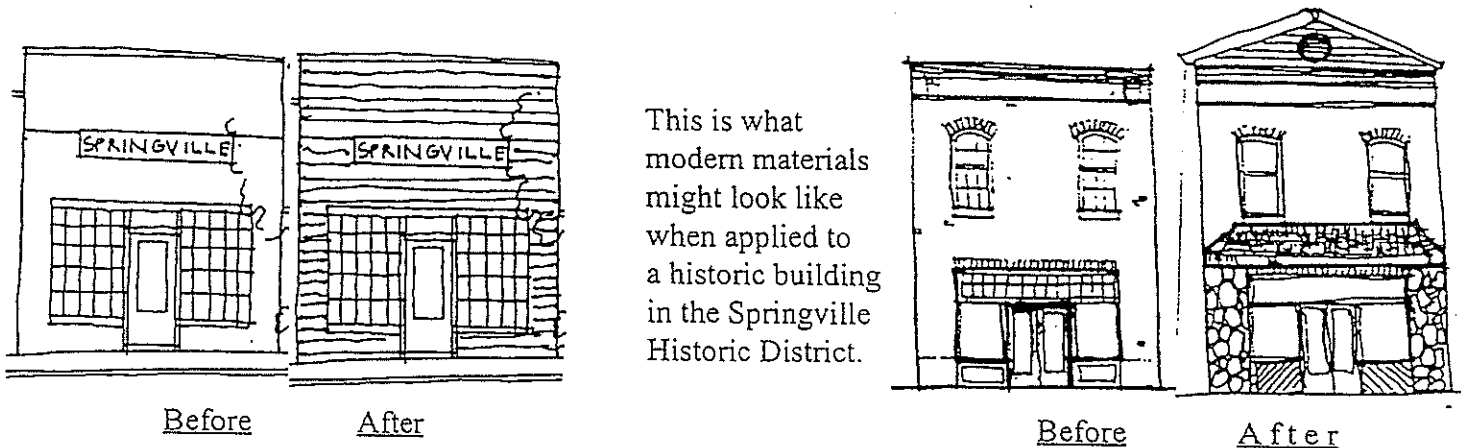 SPRINGVILLE
SPRINGVILLE
Before
After
This is what
modern materials
might look like
when applied to
a historic building
in the Springville
Historic District.
Before
After